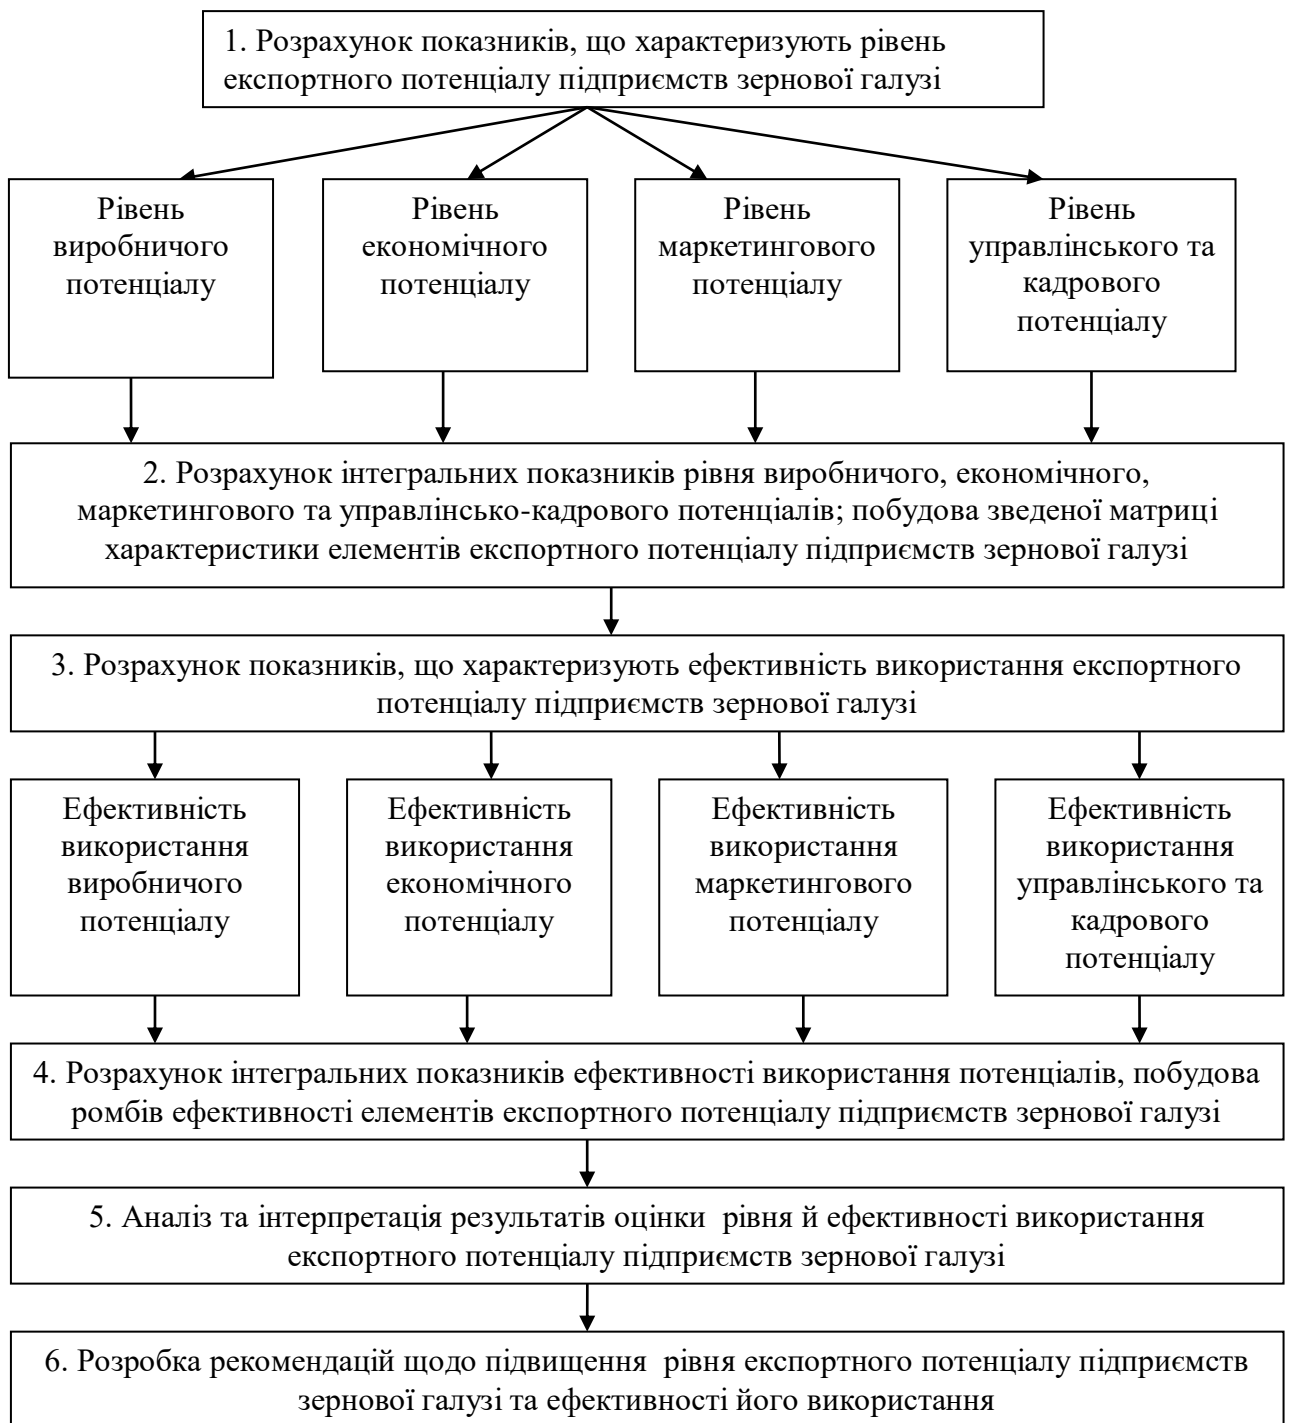 1. Розрахунок показників, що характеризують рівень
експортного потенціалу підприємств зернової галузі
Рівень
виробничого
потенціалу
Рівень
економічного
потенціалу
Рівень
маркетингового
потенціалу
Рівень
управлінського та
кадрового
потенціалу
2. Розрахунок інтегральних показників рівня виробничого, економічного,
маркетингового та управлінсько-кадрового потенціалів; побудова зведеної матриці
характеристики елементів експортного потенціалу підприємств зернової галузі
3. Розрахунок показників, що характеризують ефективність використання експортного
потенціалу підприємств зернової галузі
Ефективність
використання
виробничого
потенціалу
Ефективність
використання
економічного
потенціалу
Ефективність
використання
маркетингового
потенціалу
Ефективність
використання
управлінського та
кадрового
потенціалу
4. Розрахунок інтегральних показників ефективності використання потенціалів, побудова
ромбів ефективності елементів експортного потенціалу підприємств зернової галузі
5. Аналіз та інтерпретація результатів оцінки рівня й ефективності використання
експортного потенціалу підприємств зернової галузі
6. Розробка рекомендацій щодо підвищення рівня експортного потенціалу підприємств
зернової галузі та ефективності його використання